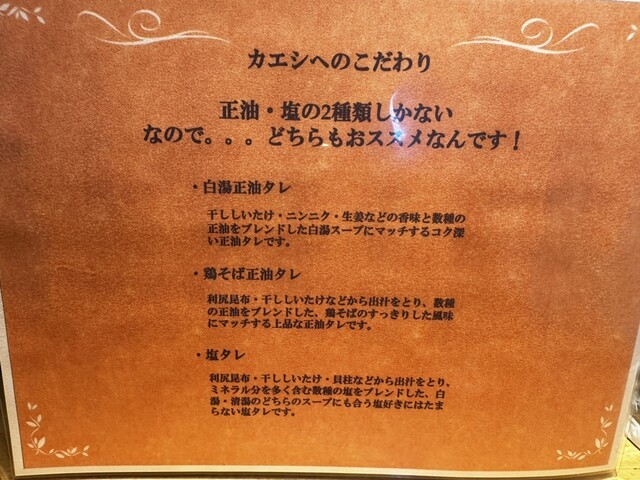 カエシへのこだわり
正油・塩の2種類しかない
なので。。。どちらもおススメなんです！
・白湯正油タレ
干ししいたけ・ニンニク・生姜などの香味と数種の
正油をブレンドした白湯スープにマッチするコク深
い正油タレです。
・鶏そば正油タレ
利尻昆布・干ししいたけなどから出汁をとり、数種
の正油をブレンドした、鶏そばのすっきりした風味
にマッチする上品な正油タレです。
・塩タレ
利尻昆布・干ししいたけ・貝柱などから出汁をとり、
ミネラル分を多く含む数種の塩をブレンドした、白
湯・清湯のどちらのスープにも合う塩好きにはたま
らない塩タレです。